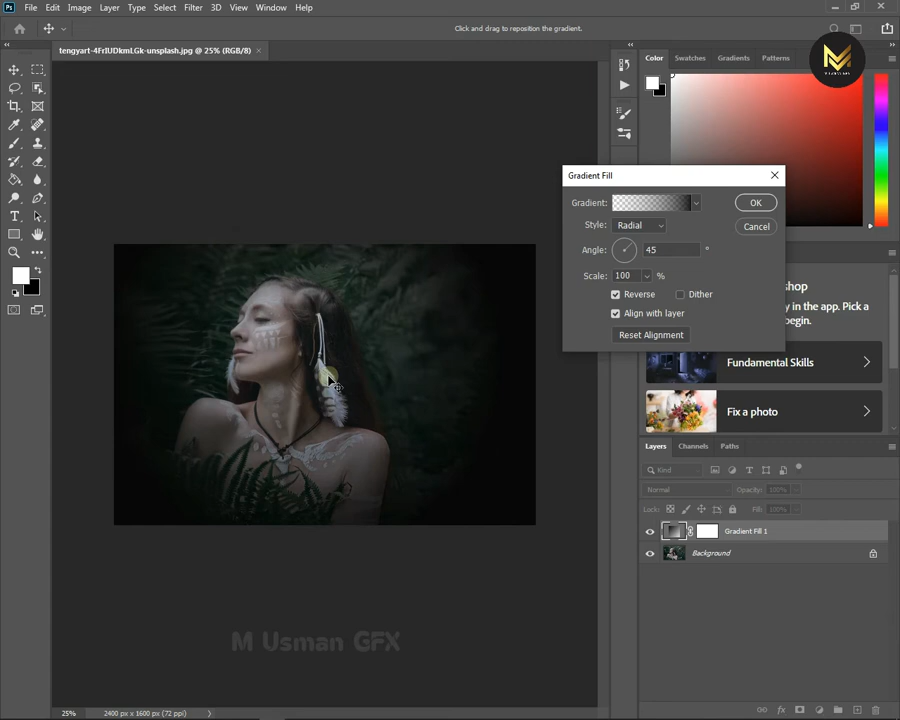 File Edit Image Layer Type Select Filter 3D View Window Help
Click and drag to reposition the gradient.
tengyart-4FrIUDkmLGk-unsplash.jpg @ 25% (RGB/8)
Color Swatches Gradients Patterns
Gradient Fill
Gradient:
OK
Style: Radial
Cancel
Angle: 45 °
Scale: 100 %
Reverse Dither
Align with layer
Reset Alignment
shop
y in the app. Pick a
begin.
Fundamental Skills
Fix a photo
Layers Channels Paths
Kind
Normal Opacity: 100%
Lock: Fill: 100%
Gradient Fill 1
Background
M Usman GFX
25% 2400 px x 1600 px (72 ppi)